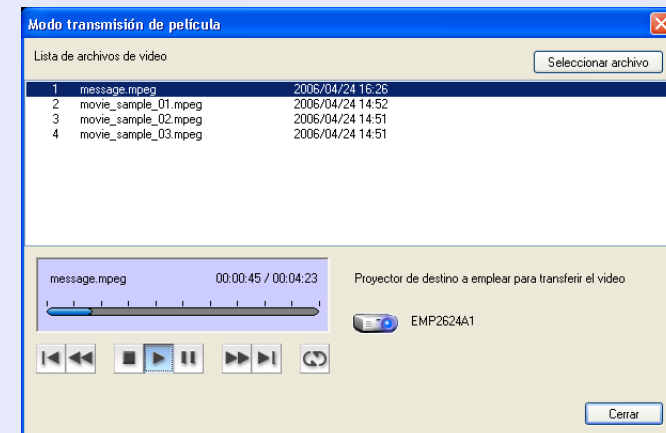 Modo transmisión de película
Lista de archivos de video
Seleccionar archivo
1 message.mpeg 2006/04/24 16:26
2 movie_sample_01.mpeg 2006/04/24 14:52
3 movie_sample_02.mpeg 2006/04/24 14:51
4 movie_sample_03.mpeg 2006/04/24 14:51
message.mpeg 00:00:45 / 00:04:23
Proyector de destino a emplear para transferir el video
EMP2624A1
Cerrar